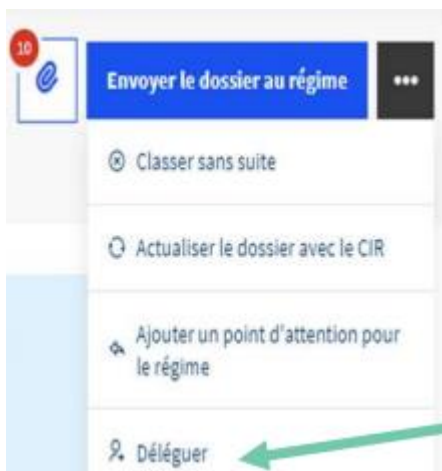 10
Envoyer le dossier au régime
Classer sans suite
Actualiser le dossier avec le CIR
Ajouter un point d'attention pour
le régime
Déléguer